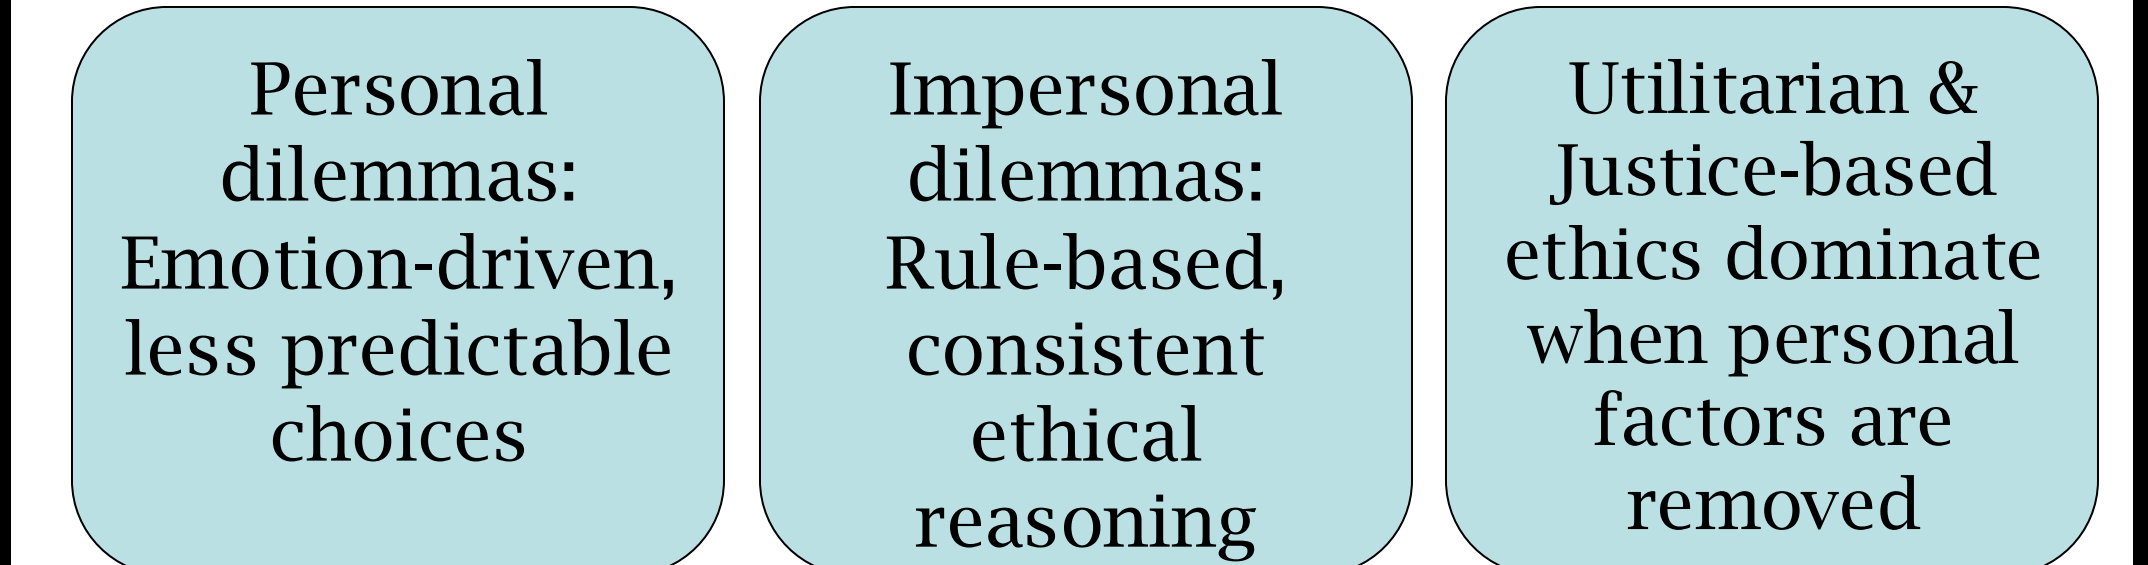 Personal
dilemmas:
Emotion-driven,
less predictable
choices
Impersonal
dilemmas:
Rule-based,
consistent
ethical
reasoning
Utilitarian &
Justice-based
ethics dominate
when personal
factors are
removed